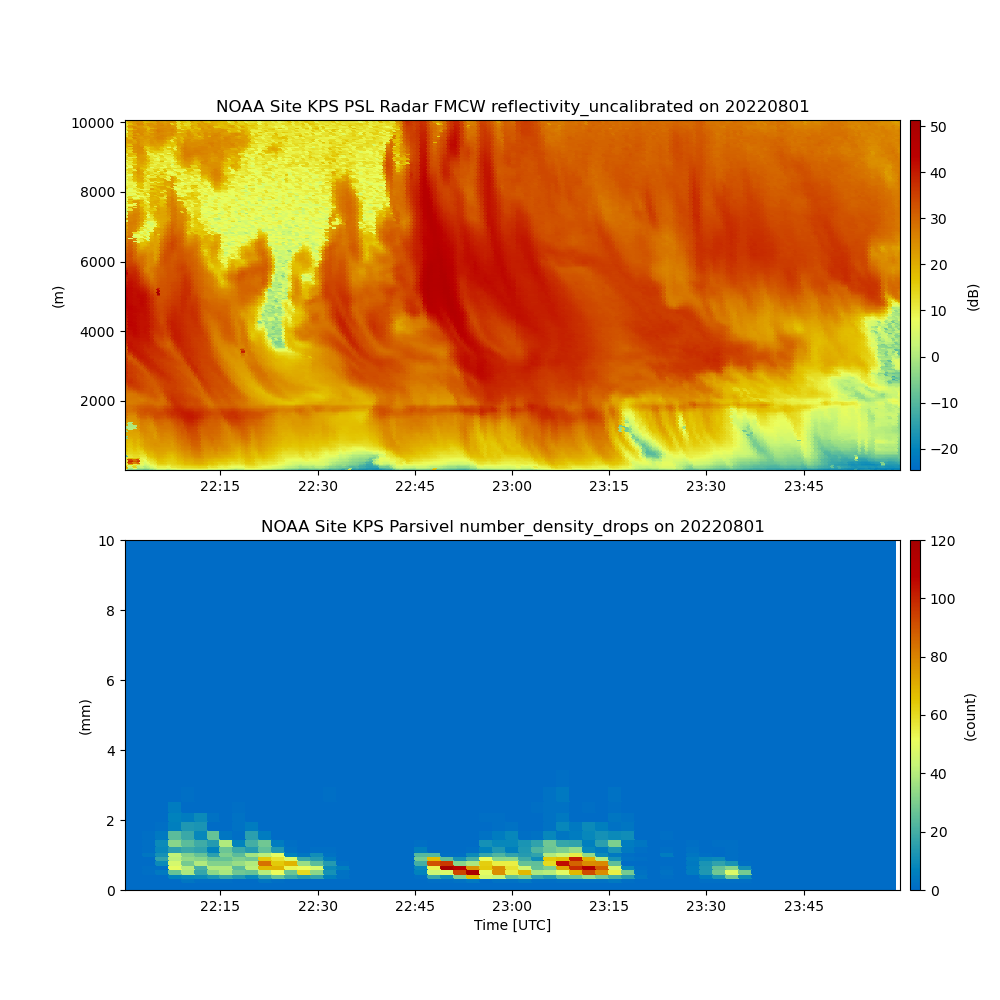 NOAA Site KPS PSL Radar FMCW reflectivity_uncalibrated on 20220801
10000
8000
6000
4000
2000
(m)
22:15 22:30 22:45 23:00 23:15 23:30 23:45
50
40
30
20
10
0
−10
−20
(dB)
NOAA Site KPS Parsivel number_density_drops on 20220801
10
8
6
4
2
0
(mm)
22:15 22:30 22:45 23:00 23:15 23:30 23:45
Time [UTC]
120
100
80
60
40
20
0
(count)